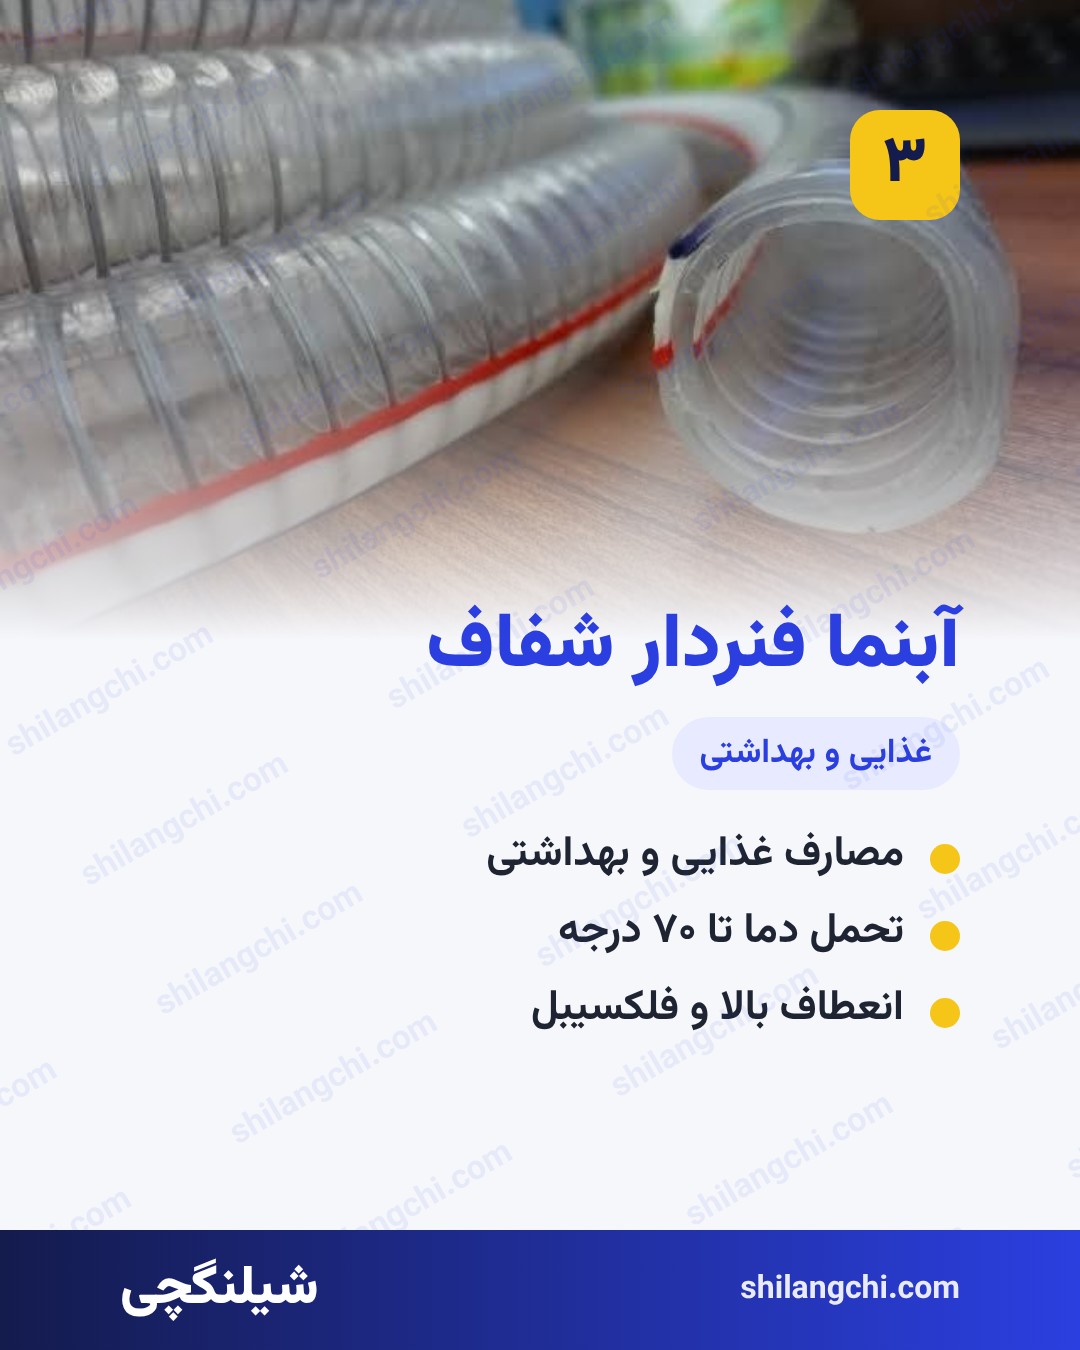 ۳
آبنما فنردار شفاف
غذایی و بهداشتی
مصارف غذایی و بهداشتی
تحمل دما تا ۷۰ درجه
انعطاف بالا و فلکسیبل
شیلنگچی
shilangchi.com